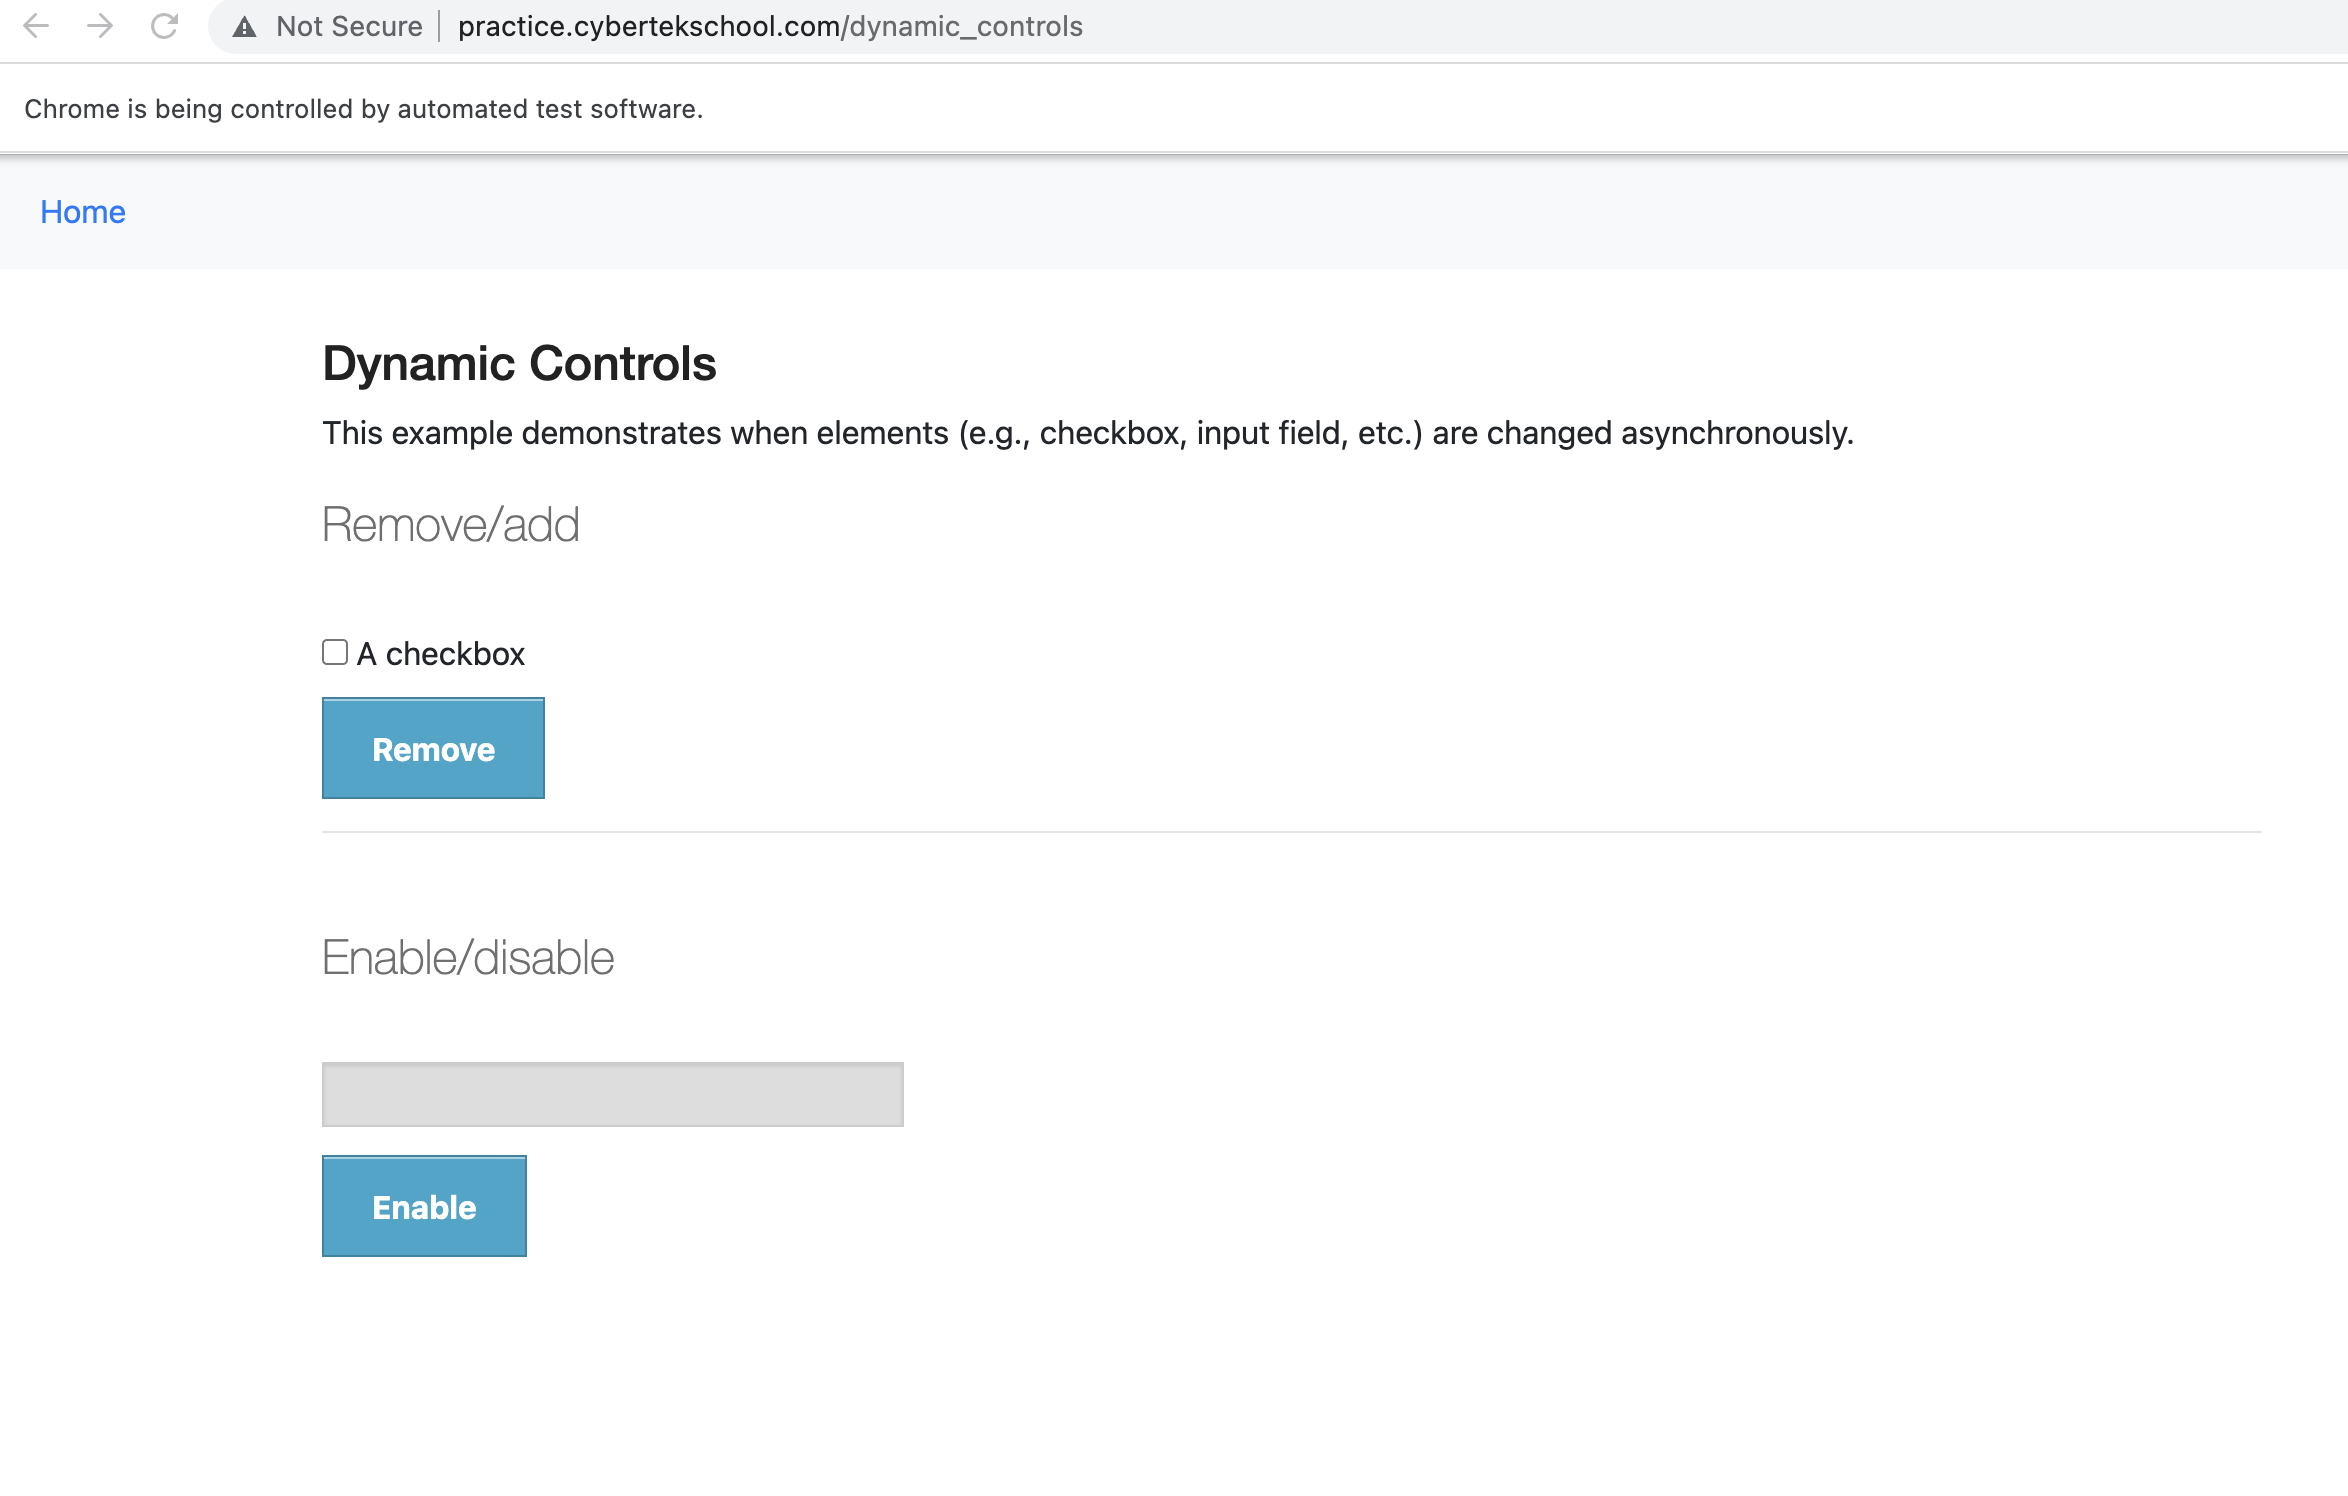 Not Secure practice.cybertekschool.com/dynamic_controls
Chrome is being controlled by automated test software.
Home
Dynamic Controls
This example demonstrates when elements (e.g., checkbox, input field, etc.) are changed asynchronously.
Remove/add
A checkbox
Remove
Enable/disable
Enable